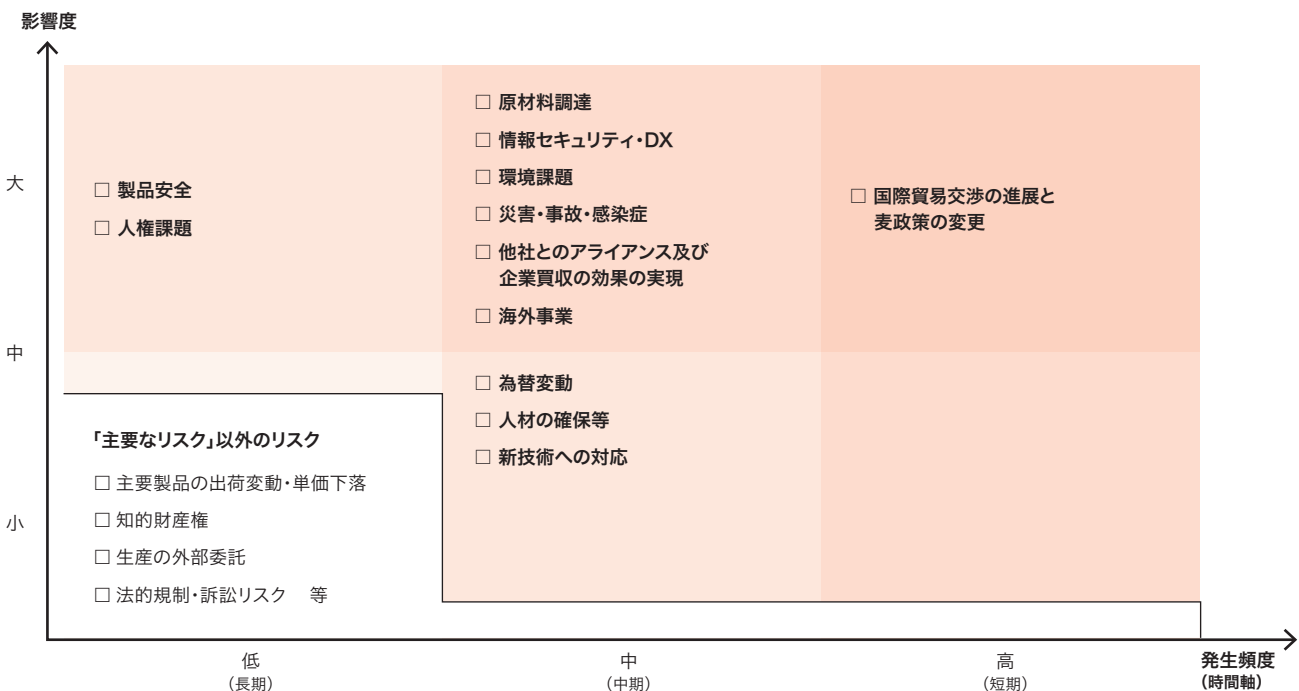 影響度
大
中
小
□ 製品安全
□ 人権課題
□ 原材料調達
□ 情報セキュリティ・DX
□ 環境課題
□ 災害・事故・感染症
□ 他社とのアライアンス及び
企業買収の効果の実現
□ 海外事業
□ 国際貿易交渉の進展と
麦政策の変更
□ 為替変動
□ 人材の確保等
□ 新技術への対応
「主要なリスク」以外のリスク
□ 主要製品の出荷変動・単価下落
□ 知的財産権
□ 生産の外部委託
□ 法的規制・訴訟リスク　等
低
（長期）
中
（中期）
高
（短期）
発生頻度
（時間軸）